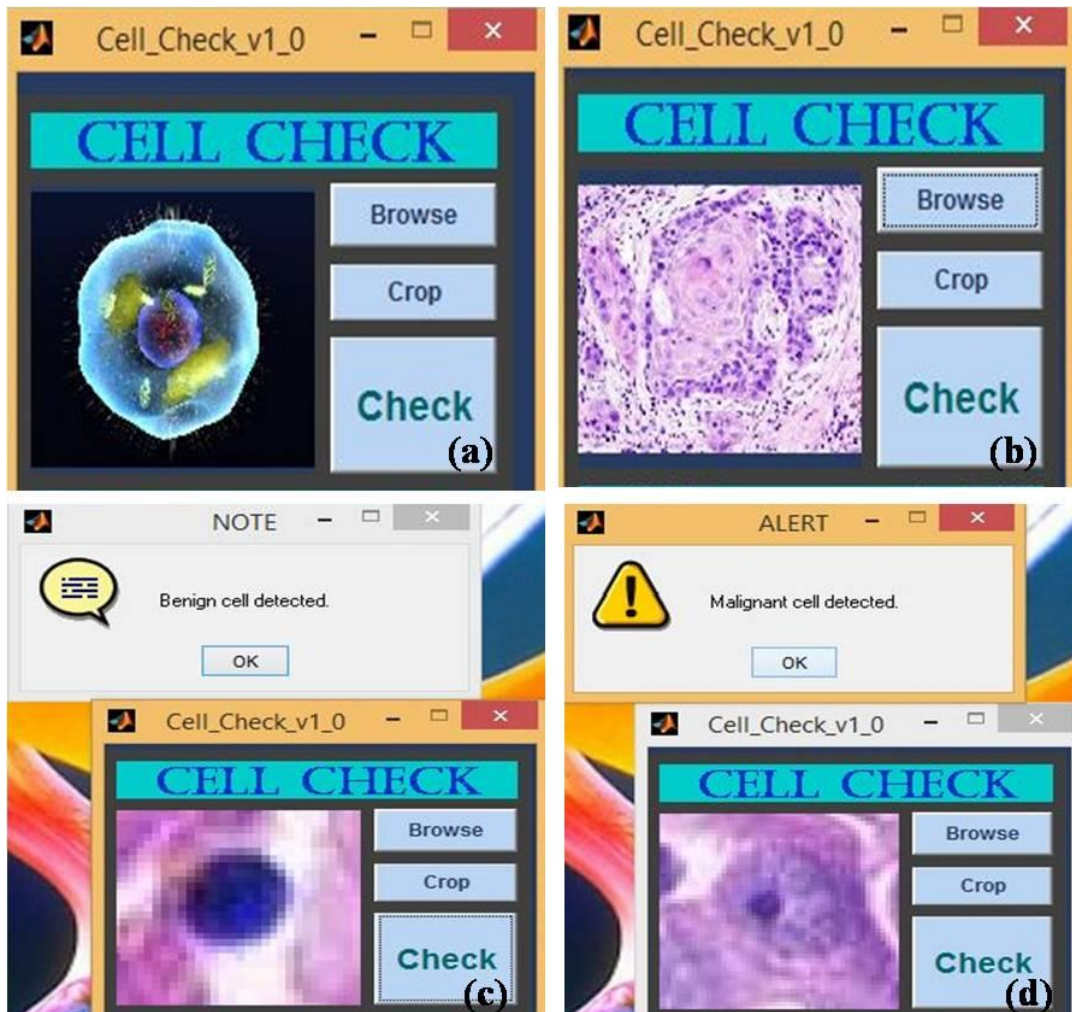 Cell_Check_v1_0
CELL CHECK
Browse
Crop
Check
(a)
Cell_Check_v1_0
CELL CHECK
Browse
Crop
Check
(b)
NOTE
Benign cell detected.
OK
Cell_Check_v1_0
CELL CHECK
Browse
Crop
Check
(c)
ALERT
Malignant cell detected.
OK
Cell_Check_v1_0
CELL CHECK
Browse
Crop
Check
(d)